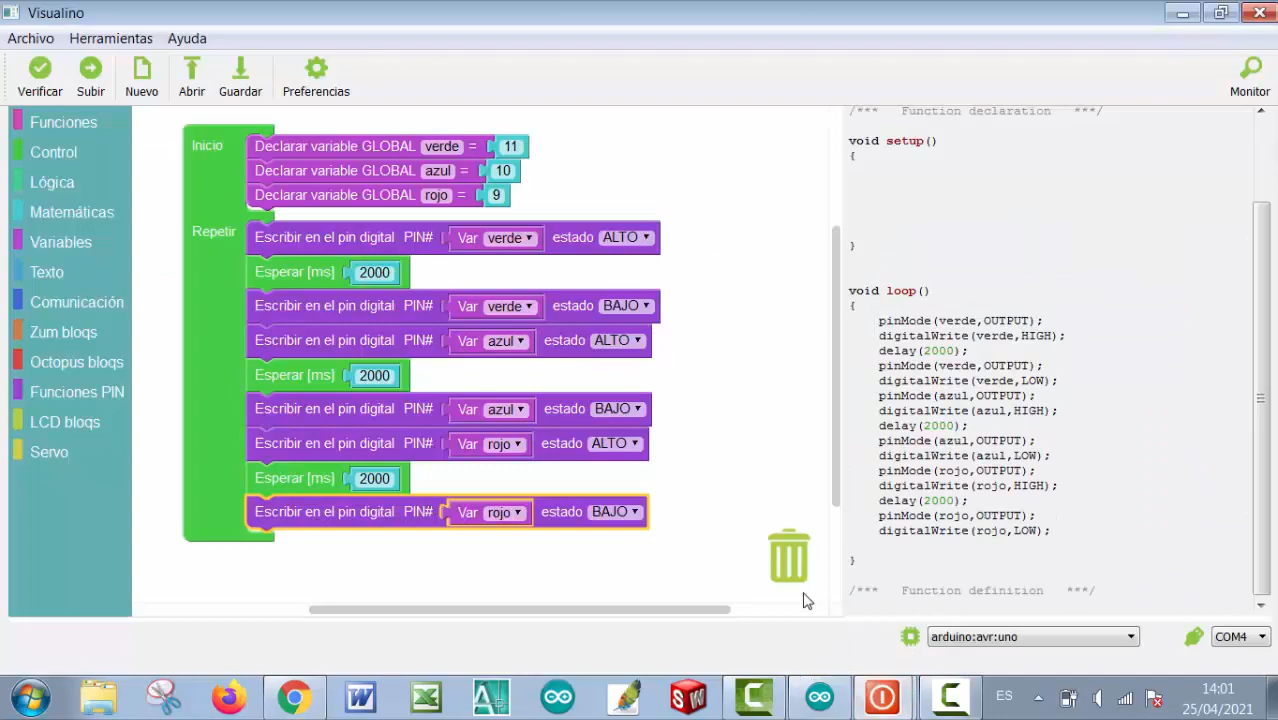 Visualino
Archivo Herramientas Ayuda
Verificar Subir Nuevo Abrir Guardar Preferencias Monitor
Funciones
Control
Lógica
Matemáticas
Variables
Texto
Comunicación
Zum bloqs
Octopus bloqs
Funciones PIN
LCD bloqs
Servo
Inicio
Declarar variable GLOBAL verde = 11
Declarar variable GLOBAL azul = 10
Declarar variable GLOBAL rojo = 9
Repetir
Escribir en el pin digital PIN# Var verde estado ALTO
Esperar [ms] 2000
Escribir en el pin digital PIN# Var verde estado BAJO
Escribir en el pin digital PIN# Var azul estado ALTO
Esperar [ms] 2000
Escribir en el pin digital PIN# Var azul estado BAJO
Escribir en el pin digital PIN# Var rojo estado ALTO
Esperar [ms] 2000
Escribir en el pin digital PIN# Var rojo estado BAJO
/*** Function declaration ***/
void setup()
{
}
void loop()
{
pinMode(verde,OUTPUT);
digitalWrite(verde,HIGH);
delay(2000);
pinMode(verde,OUTPUT);
digitalWrite(verde,LOW);
pinMode(azul,OUTPUT);
digitalWrite(azul,HIGH);
delay(2000);
pinMode(azul,OUTPUT);
digitalWrite(azul,LOW);
pinMode(rojo,OUTPUT);
digitalWrite(rojo,HIGH);
delay(2000);
pinMode(rojo,OUTPUT);
digitalWrite(rojo,LOW);
}
/*** Function definition ***/
arduino:avr:uno COM4
ES
14:01
25/04/2021